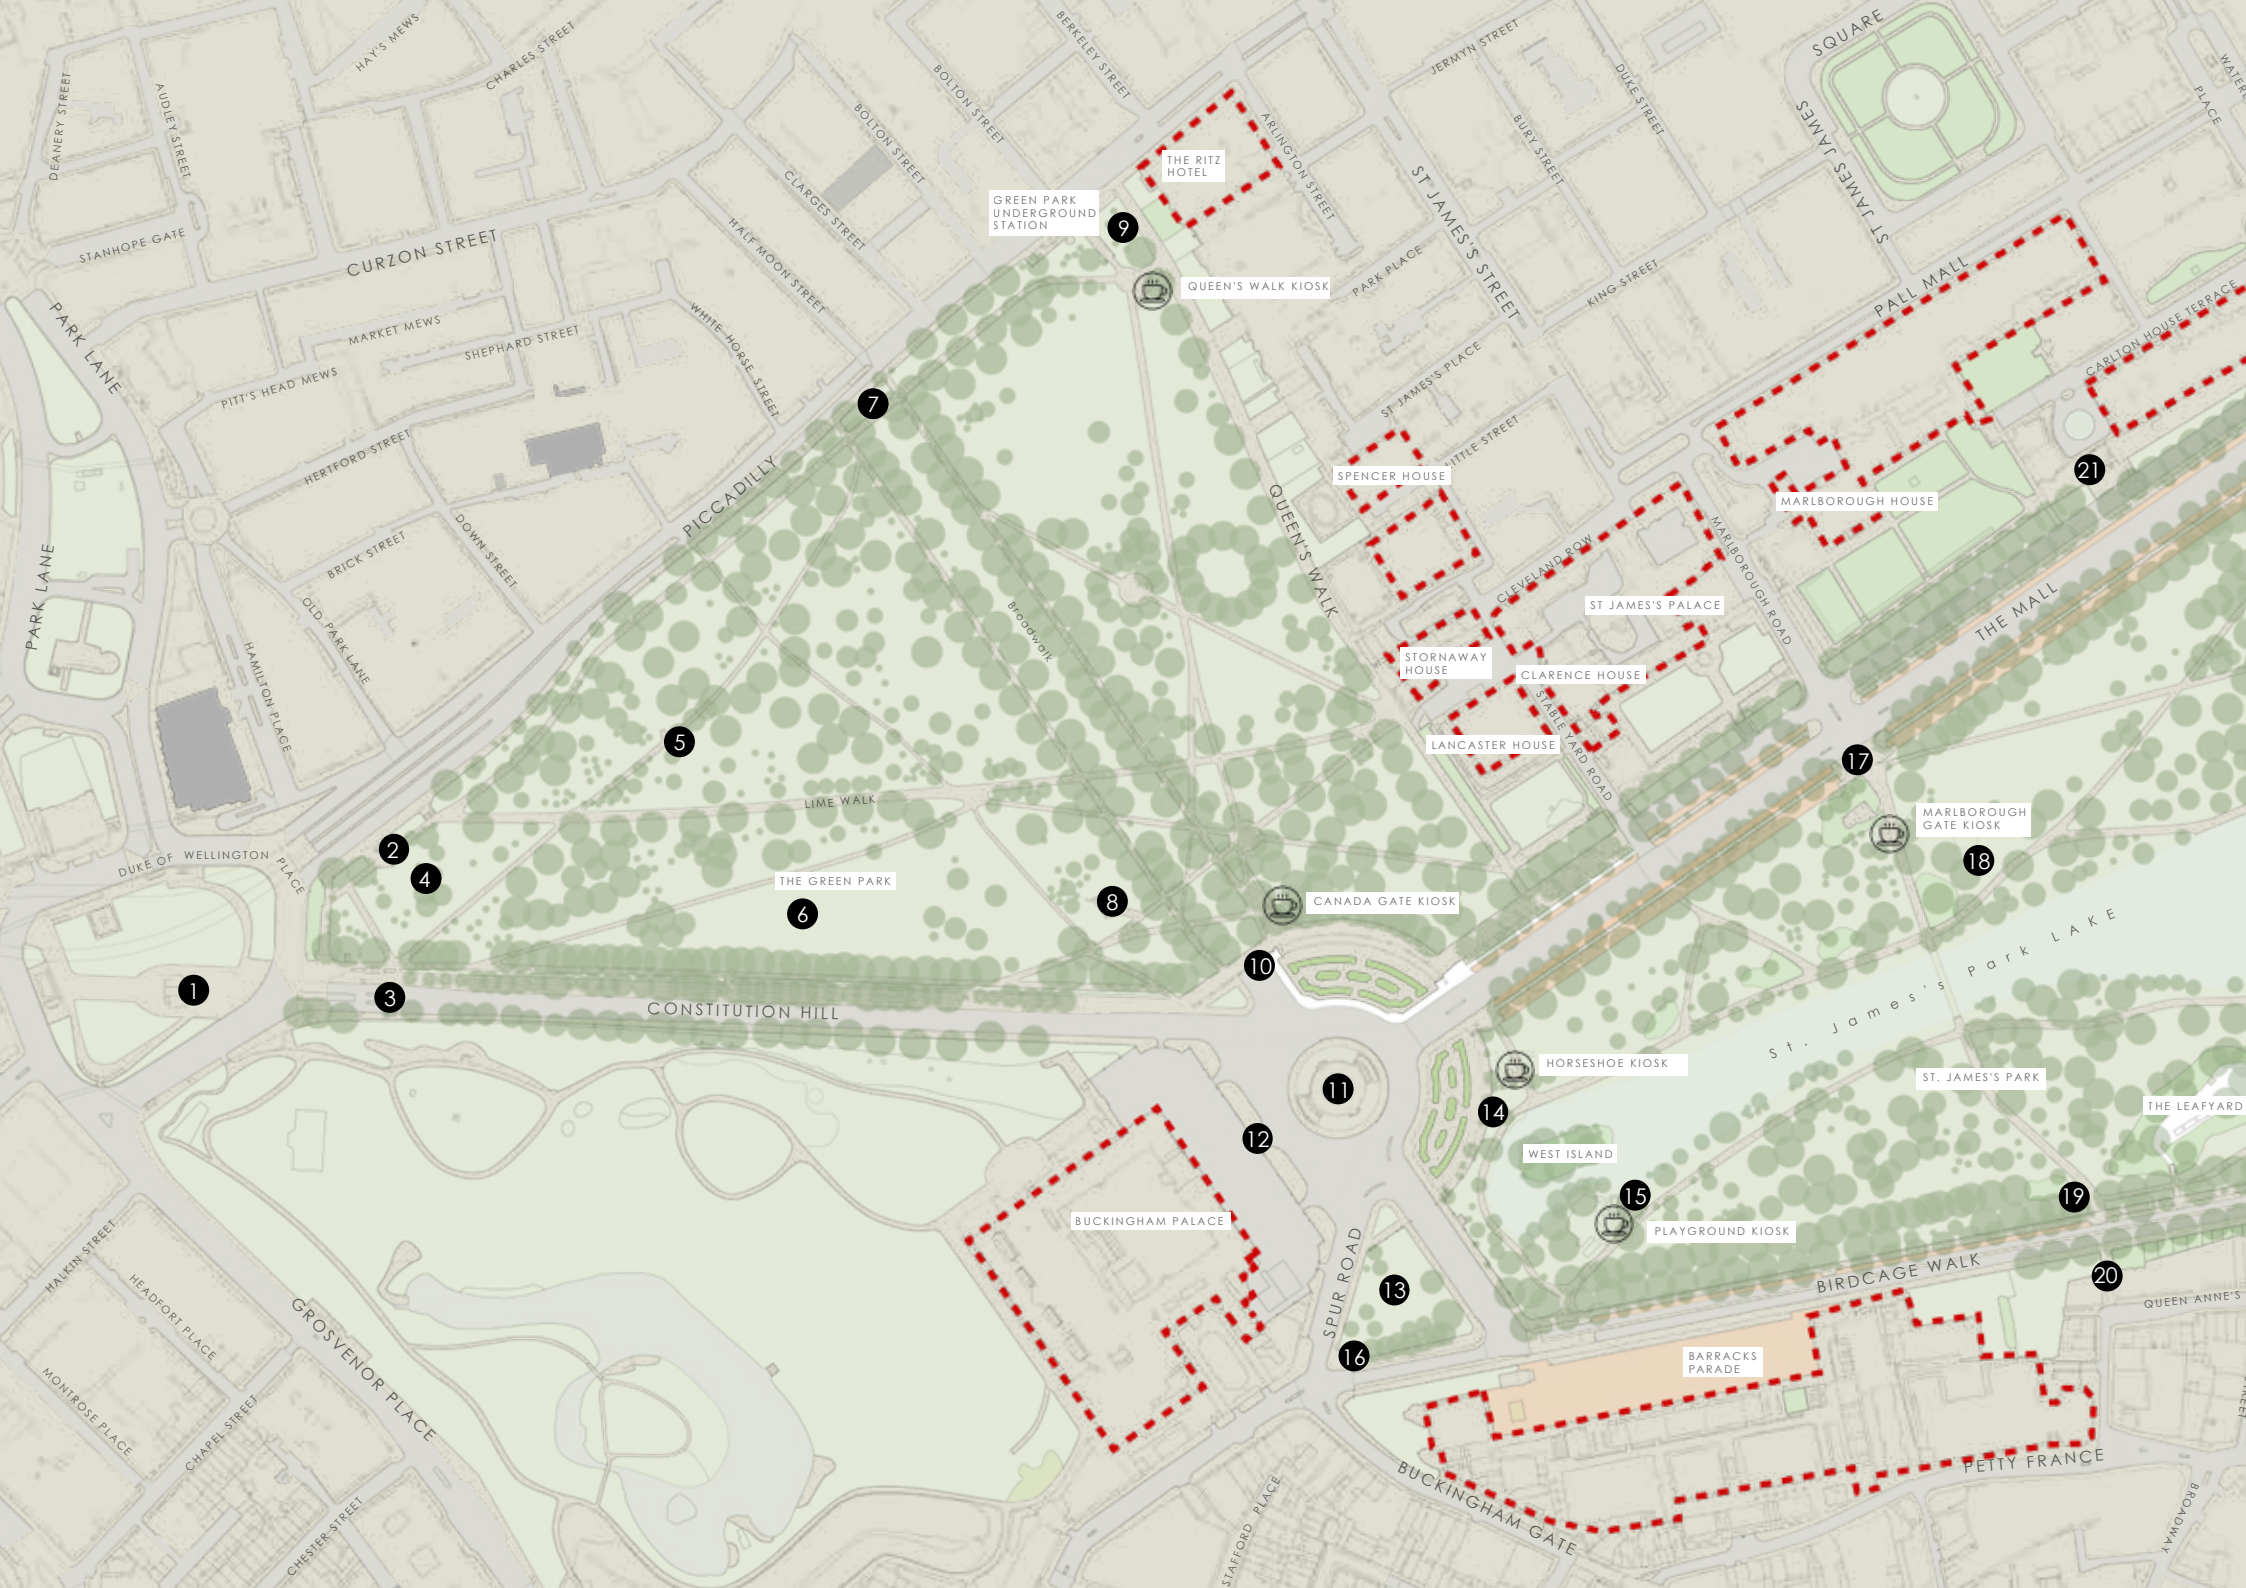 HAY'S MEWS
CHARLES STREET
BERKELEY STREET
JERMYN STREET
SQUARE
DEANERY STREET
AUDLEY STREET
BOLTON STREET
BOLTON STREET
DUKE STREET
ST JAMES JAMES
PLACE
ARLINGTON STREET
BURY STREET
THE RITZ
HOTEL
CLARGES STREET
GREEN PARK
UNDERGROUND
STATION
9
ST JAMES'S STREET
STANHOPE GATE
CURZON STREET
HALF MOON STREET
QUEEN'S WALK KIOSK
PARK PLACE
KING STREET
PALL MALL
CARLTON HOUSE TERRACE
PARK LANE
MARKET MEWS
SHEPHARD STREET
WHITE HORSE STREET
PITT'S HEAD MEWS
ST JAMES'S PLACE
7
HERTFORD STREET
LITTLE STREET
PICCADILLY
SPENCER HOUSE
21
MARLBOROUGH HOUSE
QUEEN'S WALK
BRICK STREET
DOWN STREET
MARLBOROUGH ROAD
CLEVELAND ROW
PARK LANE
OLD PARK LANE
Broadwalk
ST JAMES'S PALACE
THE MALL
HAMILTON PLACE
STORNAWAY
HOUSE
CLARENCE HOUSE
5
LANCASTER HOUSE
STABLE YARD ROAD
17
LIME WALK
MARLBOROUGH
GATE KIOSK
2
4
DUKE OF WELLINGTON PLACE
18
THE GREEN PARK
6
8
CANADA GATE KIOSK
St. James's Park LAKE
10
1
3
CONSTITUTION HILL
HORSESHOE KIOSK
ST. JAMES'S PARK
11
14
THE LEAFYARD
12
WEST ISLAND
15
19
BUCKINGHAM PALACE
PLAYGROUND KIOSK
HALKIN STREET
SPUR ROAD
13
BIRDCAGE WALK
20
QUEEN ANNE'S
HEADFORT PLACE
GROSVENOR PLACE
16
BARRACKS
PARADE
MONTROSE PLACE
CHAPEL STREET
PETTY FRANCE
BUCKINGHAM GATE
STAFFORD PLACE
BROADWAY
CHESTER STREET